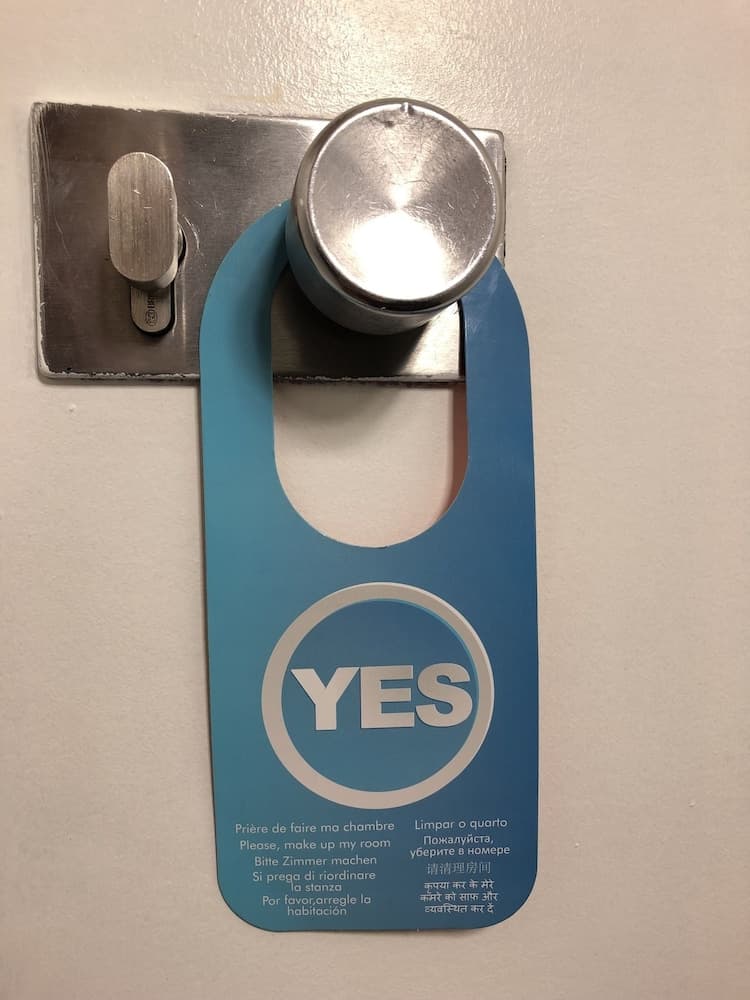 YES
Prière de faire ma chambre
Please, make up my room
Bitte Zimmer machen
Si prega di riordinare
la stanza
Por favor,arregle la
habitación
Limpar o quarto
Пожалуйста,
уберите в номере
请清理房间
कृपया कर के मेरे
कमरे को साफ़ और
व्यवस्थित कर दें